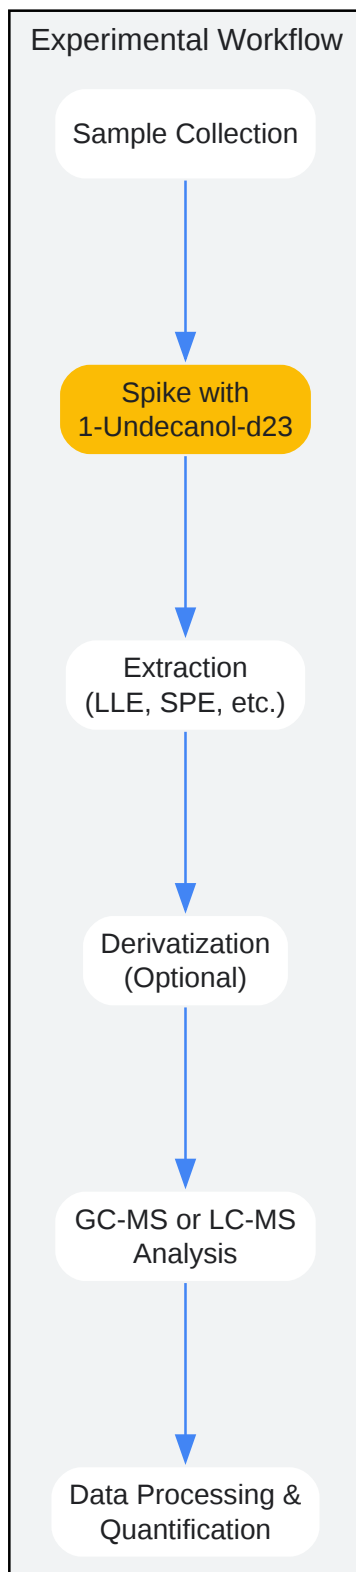 Experimental Workflow
Sample Collection
Spike with
1-Undecanol-d23
Extraction
(LLE, SPE, etc.)
Derivatization
(Optional)
GC-MS or LC-MS
Analysis
Data Processing &
Quantification